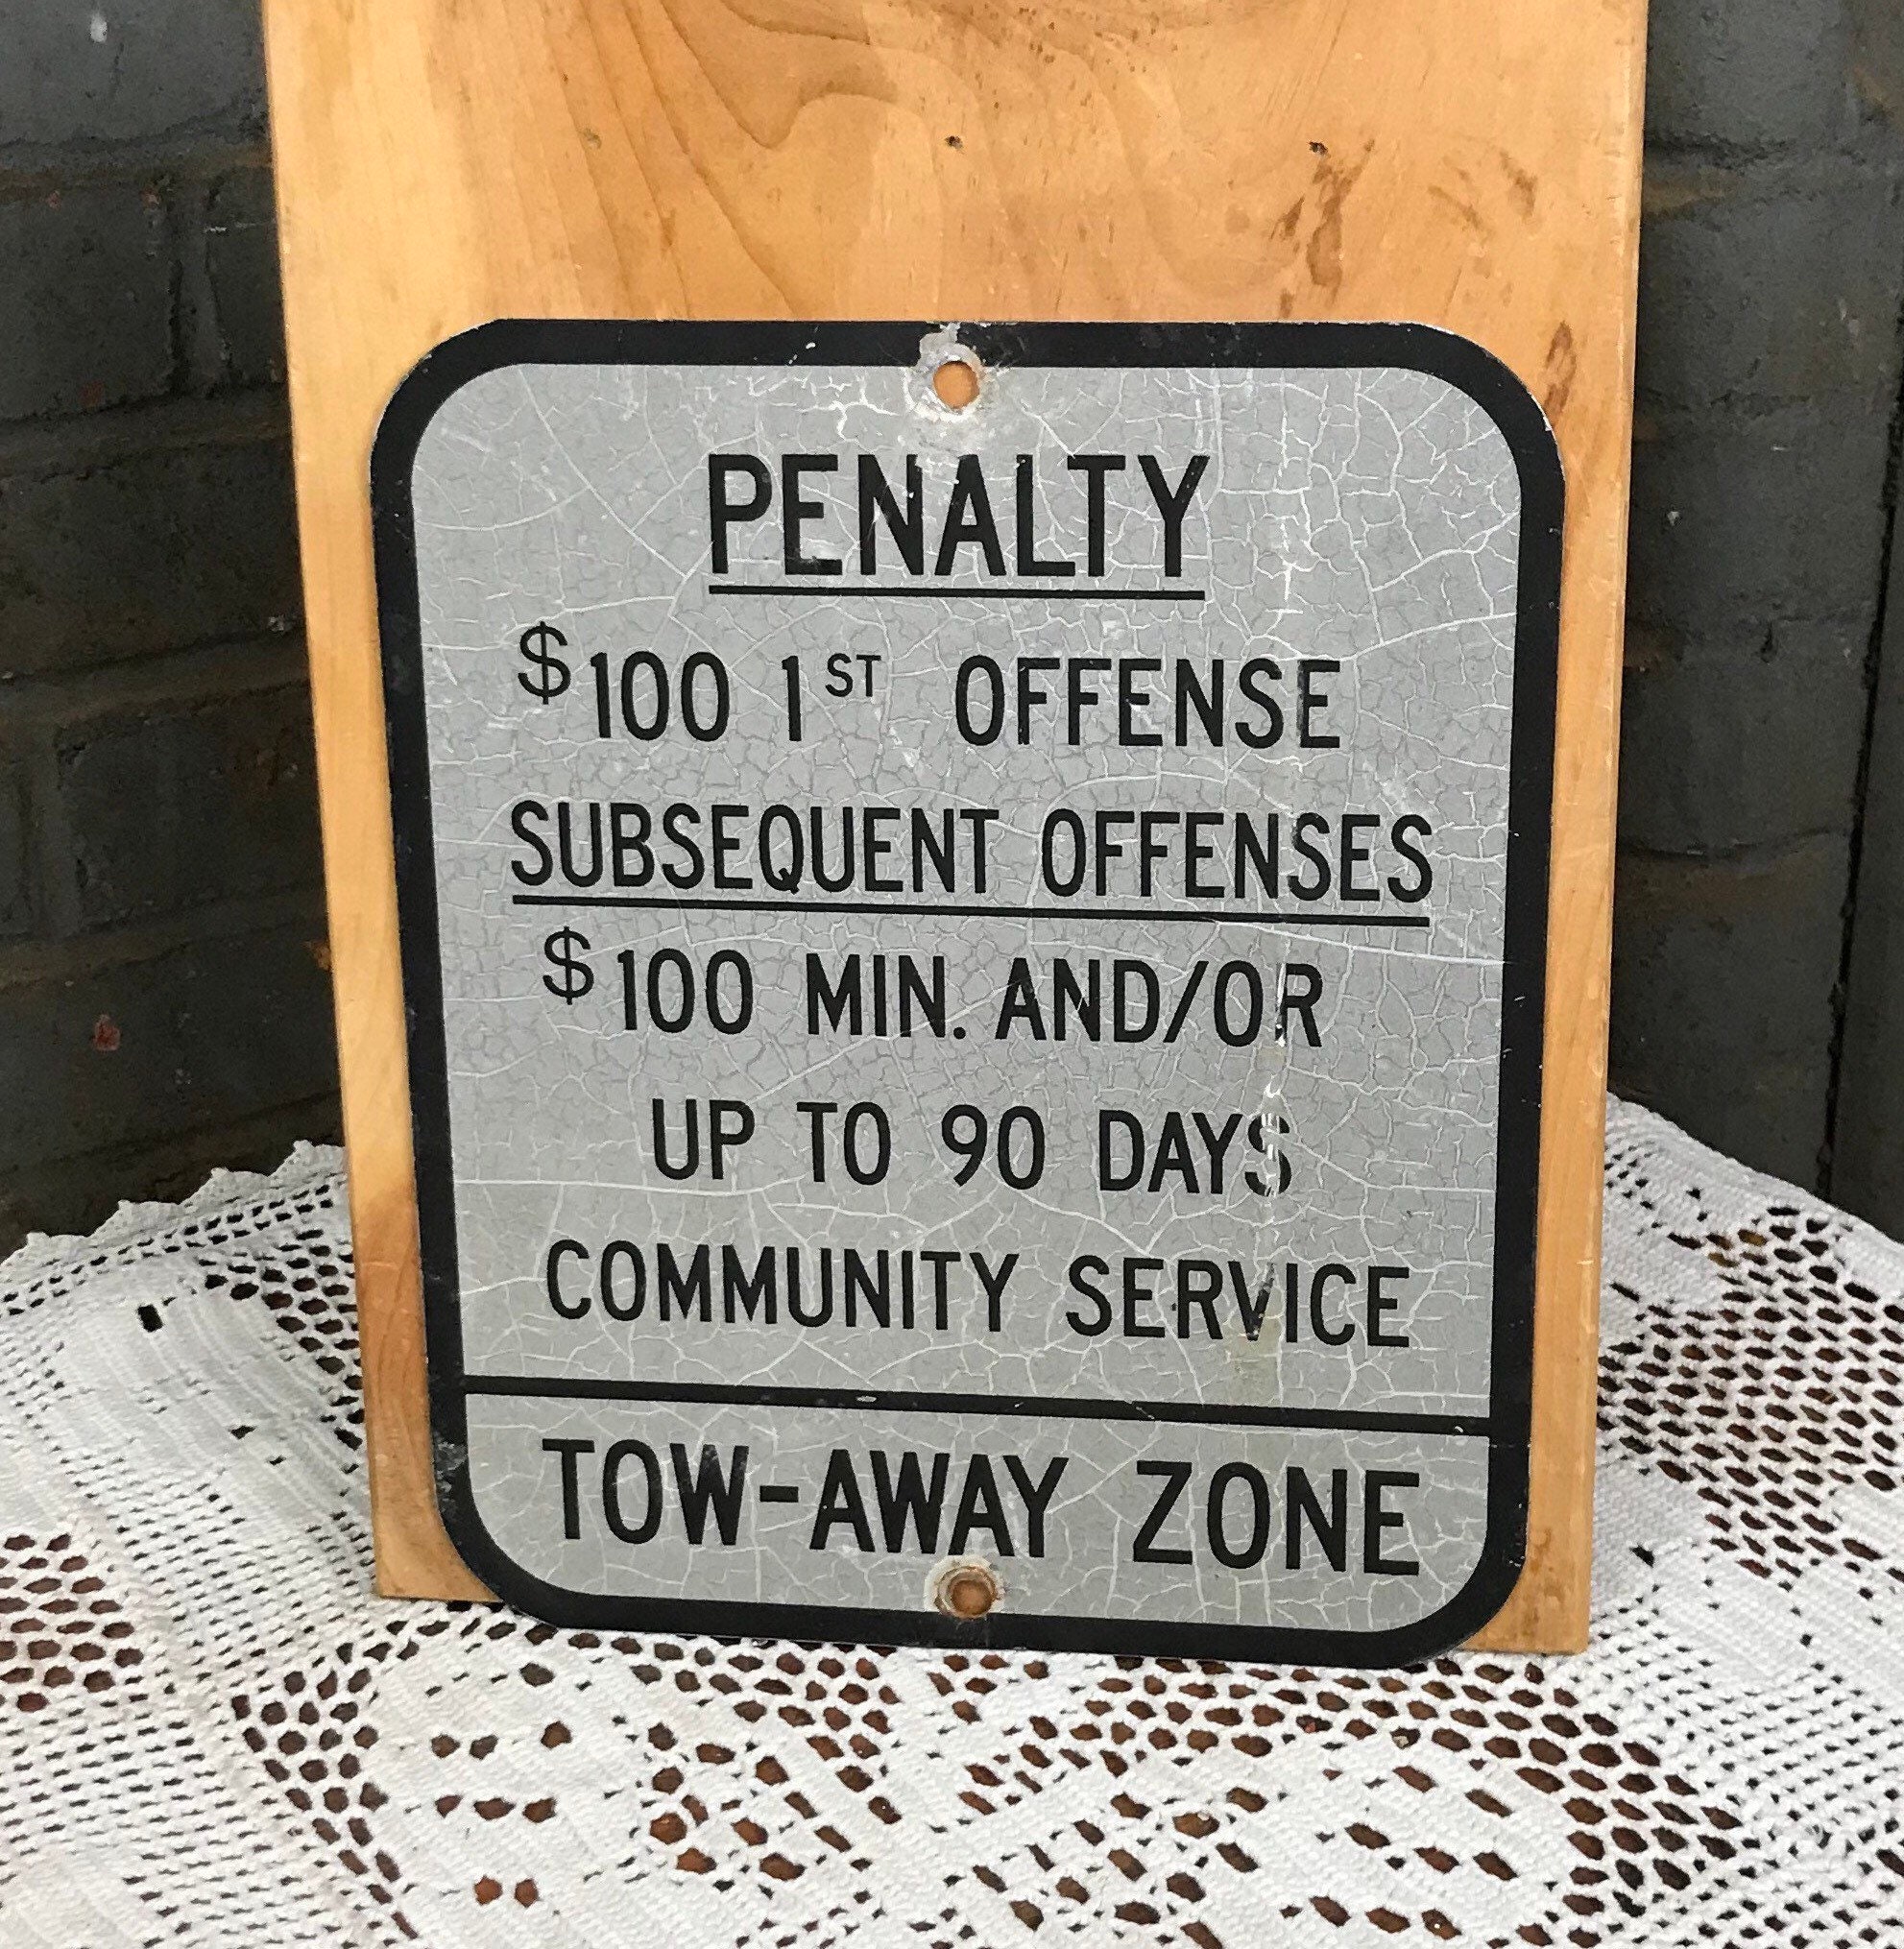 PENALTY
$100 1ST OFFENSE
SUBSEQUENT OFFENSES
$100 MIN. AND/OR
UP TO 90 DAYS
COMMUNITY SERVICE
TOW-AWAY ZONE